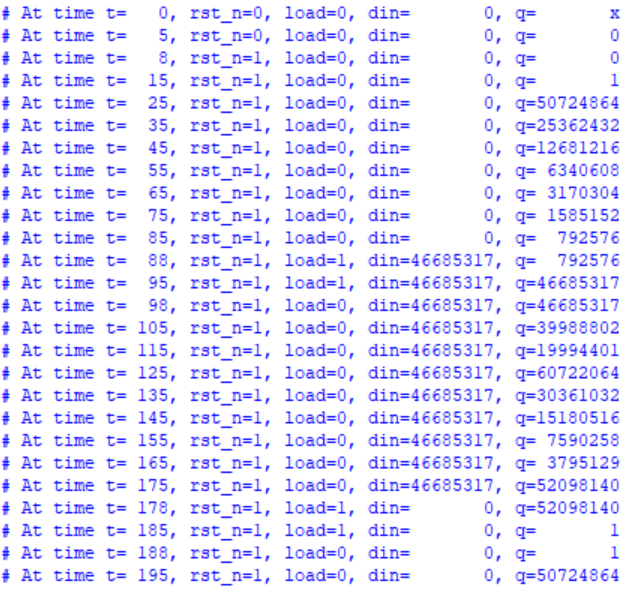 # At time t=   0, rst_n=0, load=0, din=       0, q=       x
# At time t=   5, rst_n=0, load=0, din=       0, q=       0
# At time t=   8, rst_n=1, load=0, din=       0, q=       0
# At time t=  15, rst_n=1, load=0, din=       0, q=       1
# At time t=  25, rst_n=1, load=0, din=       0, q=50724864
# At time t=  35, rst_n=1, load=0, din=       0, q=25362432
# At time t=  45, rst_n=1, load=0, din=       0, q=12681216
# At time t=  55, rst_n=1, load=0, din=       0, q= 6340608
# At time t=  65, rst_n=1, load=0, din=       0, q= 3170304
# At time t=  75, rst_n=1, load=0, din=       0, q= 1585152
# At time t=  85, rst_n=1, load=0, din=       0, q=  792576
# At time t=  88, rst_n=1, load=1, din=46685317, q=  792576
# At time t=  95, rst_n=1, load=1, din=46685317, q=46685317
# At time t=  98, rst_n=1, load=0, din=46685317, q=46685317
# At time t= 105, rst_n=1, load=0, din=46685317, q=39988802
# At time t= 115, rst_n=1, load=0, din=46685317, q=19994401
# At time t= 125, rst_n=1, load=0, din=46685317, q=60722064
# At time t= 135, rst_n=1, load=0, din=46685317, q=30361032
# At time t= 145, rst_n=1, load=0, din=46685317, q=15180516
# At time t= 155, rst_n=1, load=0, din=46685317, q= 7590258
# At time t= 165, rst_n=1, load=0, din=46685317, q= 3795129
# At time t= 175, rst_n=1, load=0, din=46685317, q=52098140
# At time t= 178, rst_n=1, load=1, din=       0, q=52098140
# At time t= 185, rst_n=1, load=1, din=       0, q=       1
# At time t= 188, rst_n=1, load=0, din=       0, q=       1
# At time t= 195, rst_n=1, load=0, din=       0, q=50724864